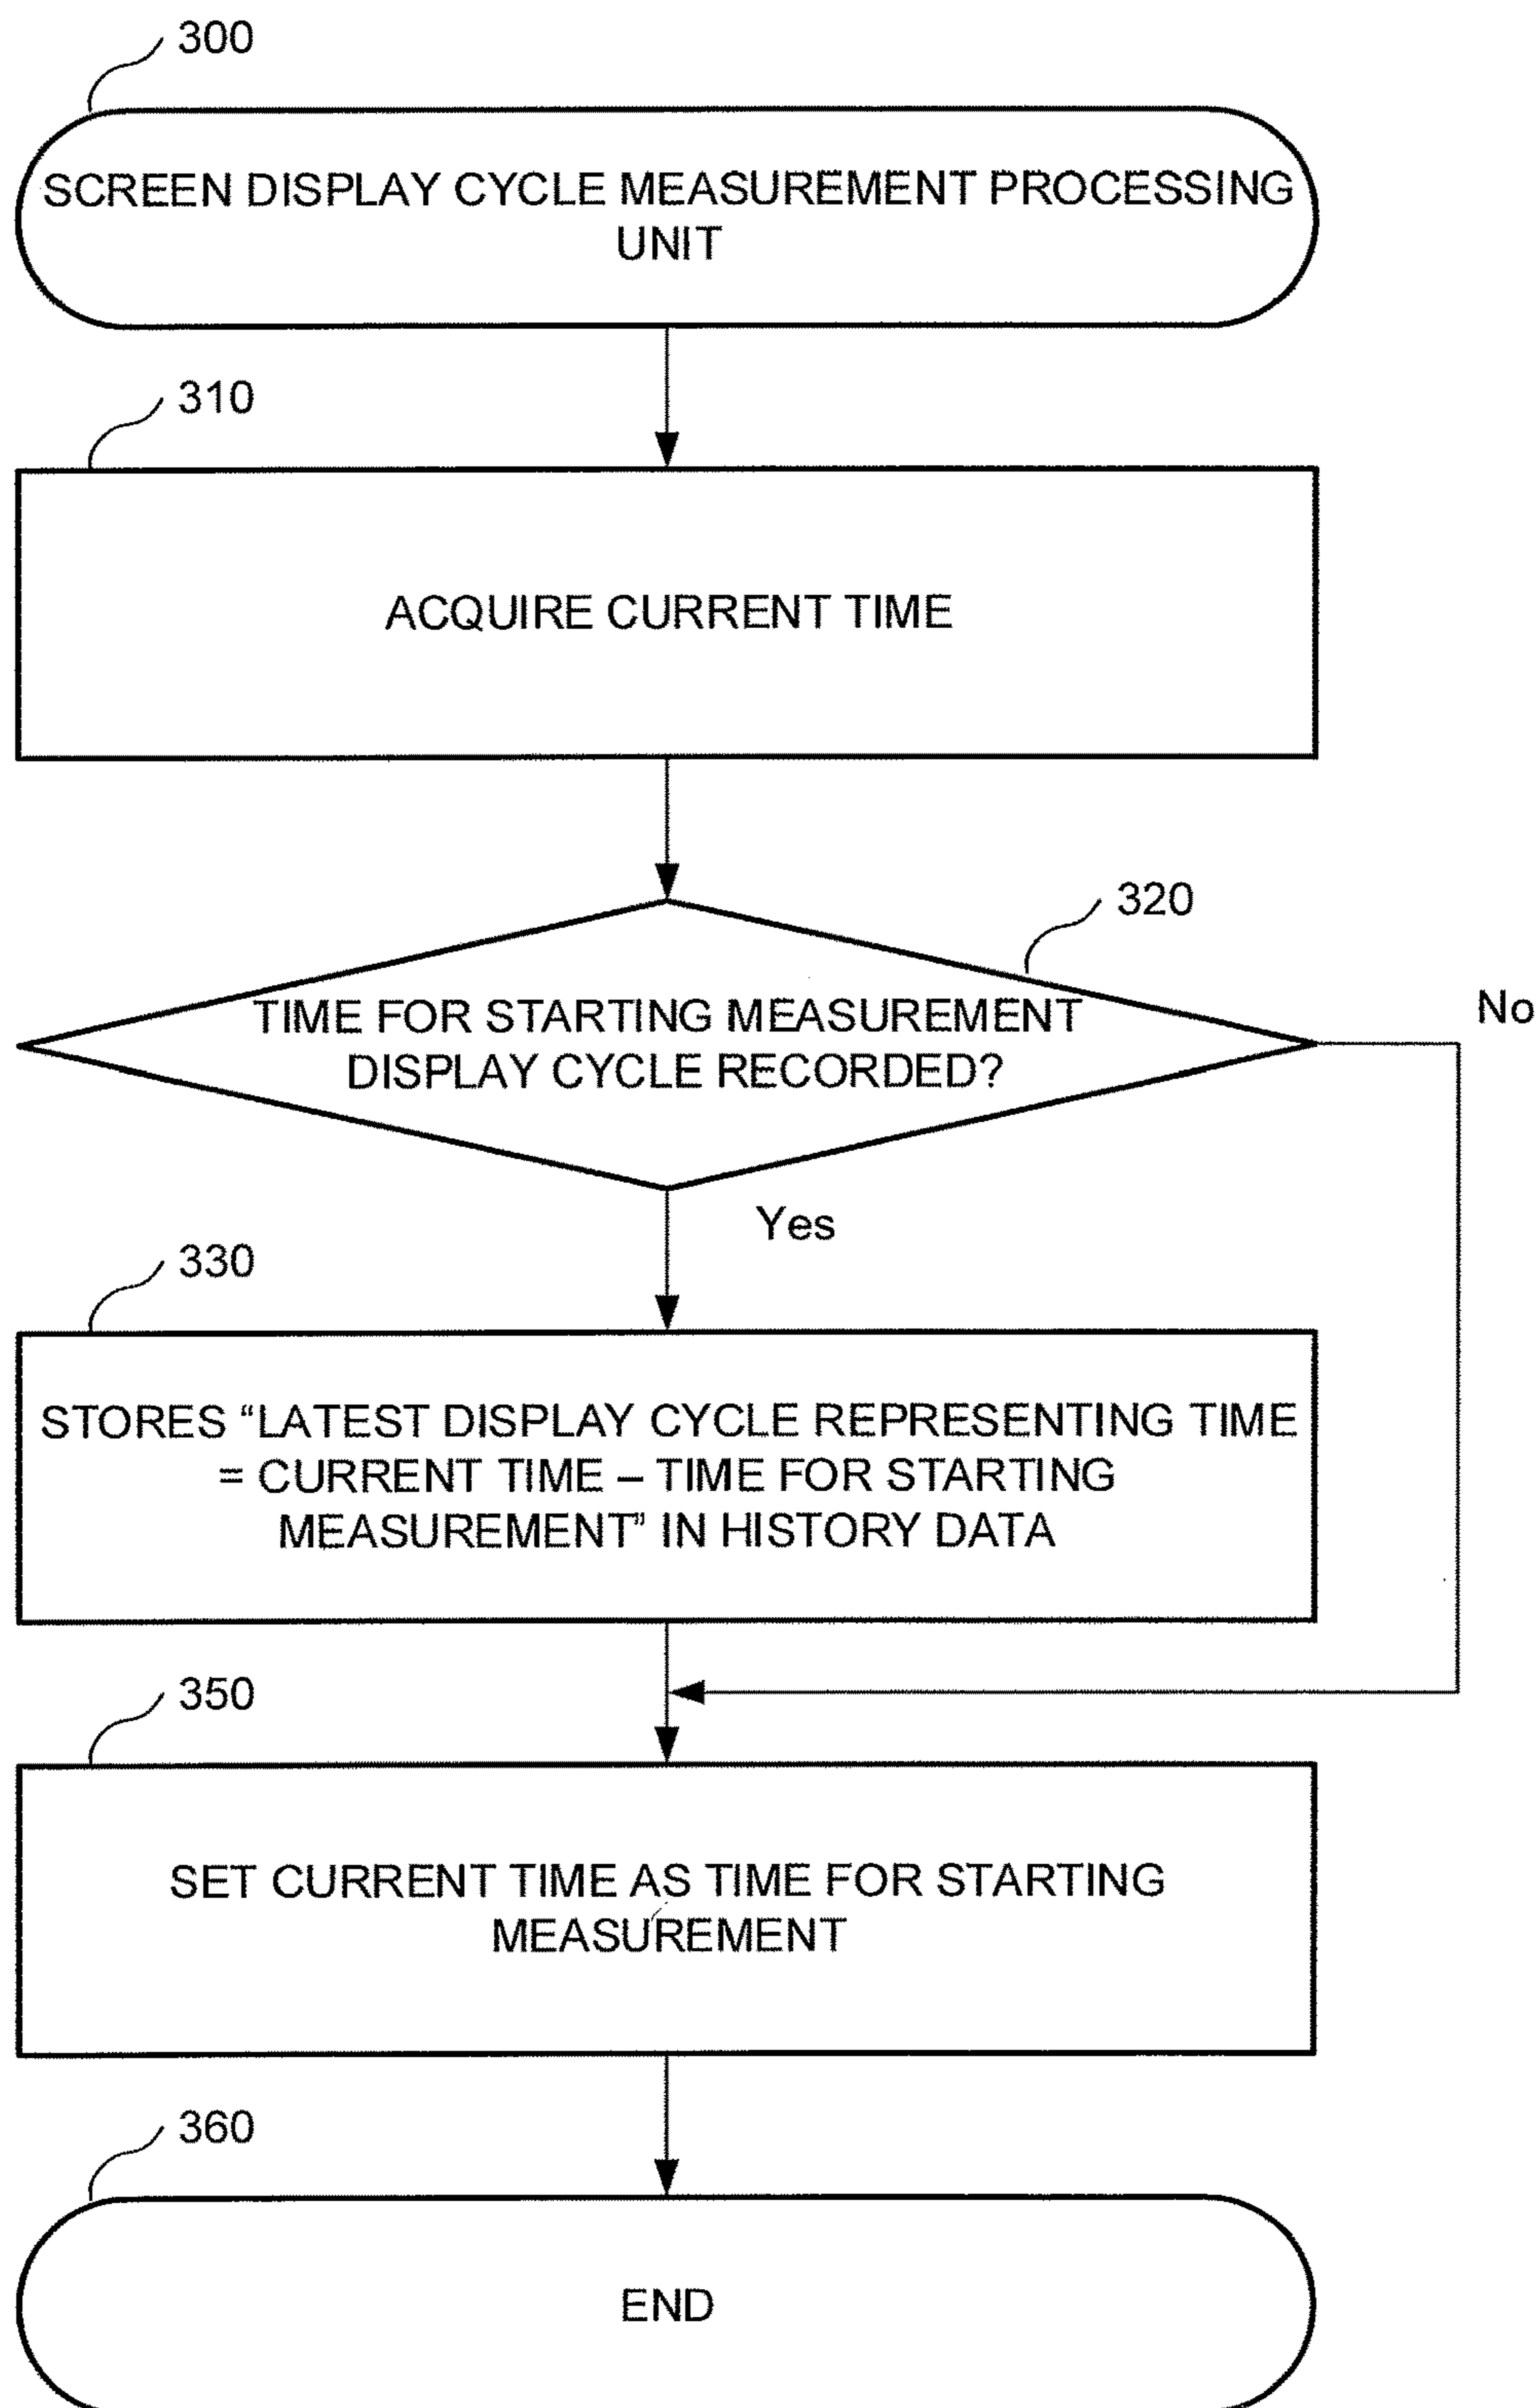 300
SCREEN DISPLAY CYCLE MEASUREMENT PROCESSING
UNIT
310
ACQUIRE CURRENT TIME
320
No
TIME FOR STARTING MEASUREMENT
DISPLAY CYCLE RECORDED?
Yes
330
STORES “LATEST DISPLAY CYCLE REPRESENTING TIME
= CURRENT TIME – TIME FOR STARTING
MEASUREMENT” IN HISTORY DATA
350
SET CURRENT TIME AS TIME FOR STARTING
MEASUREMENT
360
END